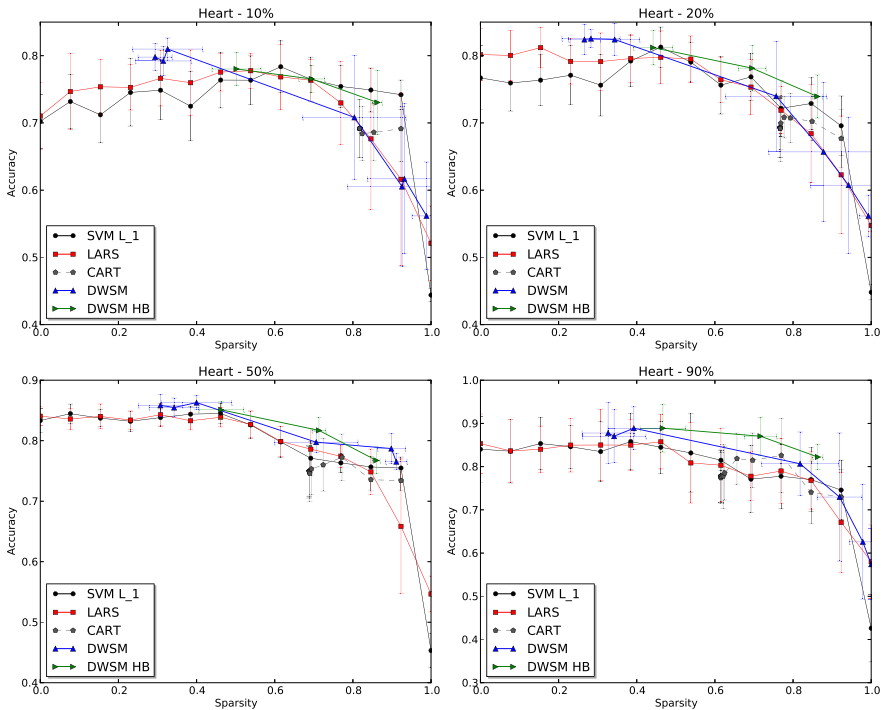 Heart - 10%
Accuracy
0.8
0.7
0.6
0.5
0.4
SVM L_1
LARS
CART
DWSM
DWSM HB
0.0 0.2 0.4 0.6 0.8 1.0
Sparsity
Heart - 20%
Accuracy
0.8
0.7
0.6
0.5
0.4
SVM L_1
LARS
CART
DWSM
DWSM HB
0.0 0.2 0.4 0.6 0.8 1.0
Sparsity
Heart - 50%
Accuracy
0.9
0.8
0.7
0.6
0.5
0.4
SVM L_1
LARS
CART
DWSM
DWSM HB
0.0 0.2 0.4 0.6 0.8 1.0
Sparsity
Heart - 90%
Accuracy
1.0
0.9
0.8
0.7
0.6
0.5
0.4
0.3
SVM L_1
LARS
CART
DWSM
DWSM HB
0.0 0.2 0.4 0.6 0.8 1.0
Sparsity